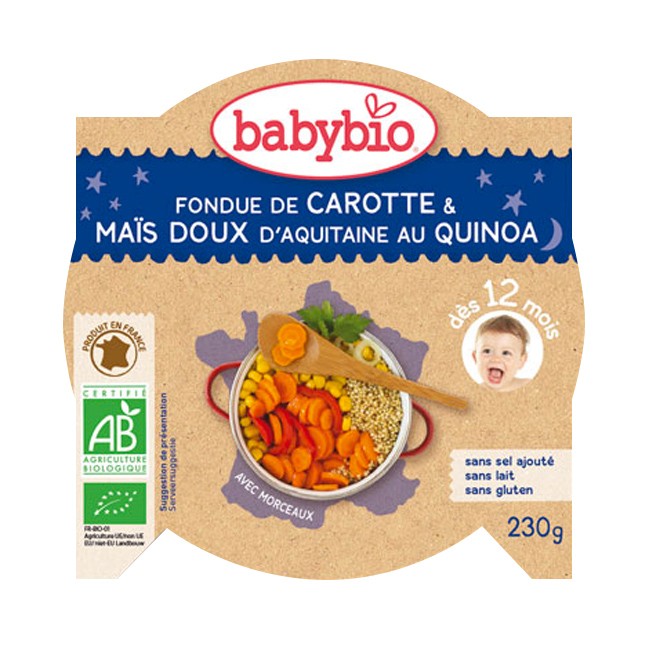 babybio
FONDUE DE CAROTTE &
MAÏS DOUX D'AQUITAINE AU QUINOA
dès 12 mois
PRODUIT EN FRANCE
CERTIFIÉ
AB
AGRICULTURE
BIOLOGIQUE
FR-BIO-01
Agriculture UE/non UE
EU/ niet-EU Landbouw
Suggestion de présentation
Serveersuggestie
AVEC MORCEAUX
sans sel ajouté
sans lait
sans gluten
230g